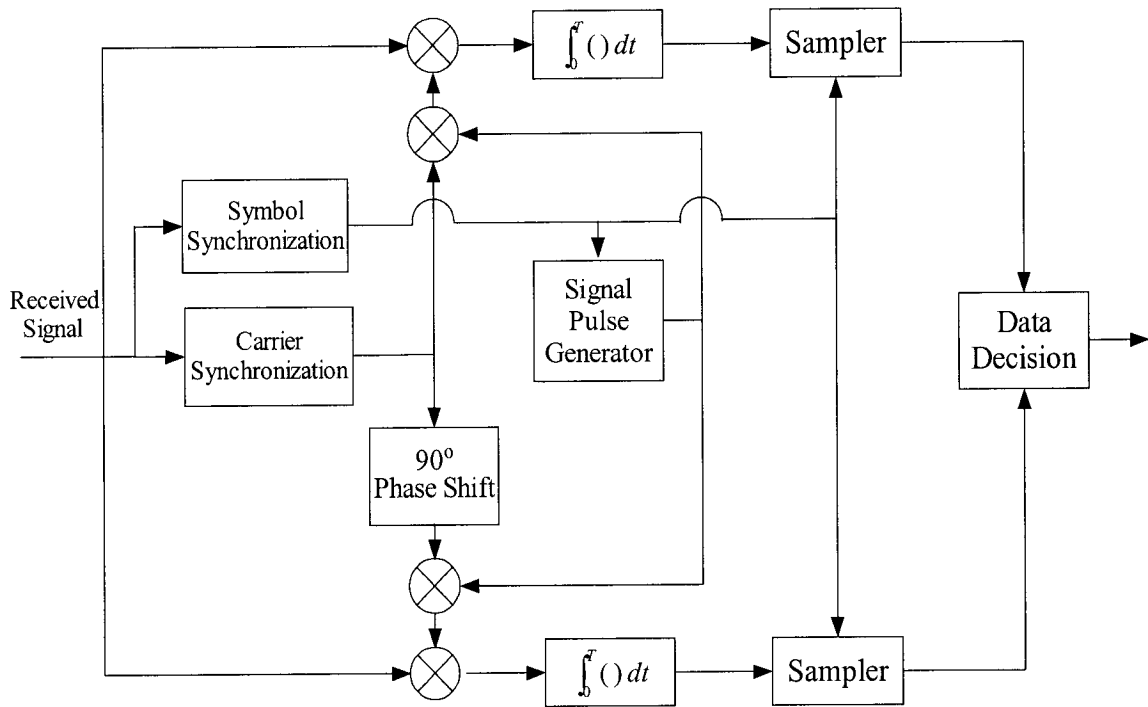 ∫₀ᵀ () dt
Sampler
Symbol
Synchronization
Received
Signal
Signal
Pulse
Generator
Carrier
Synchronization
Data
Decision
90°
Phase Shift
∫₀ᵀ () dt
Sampler